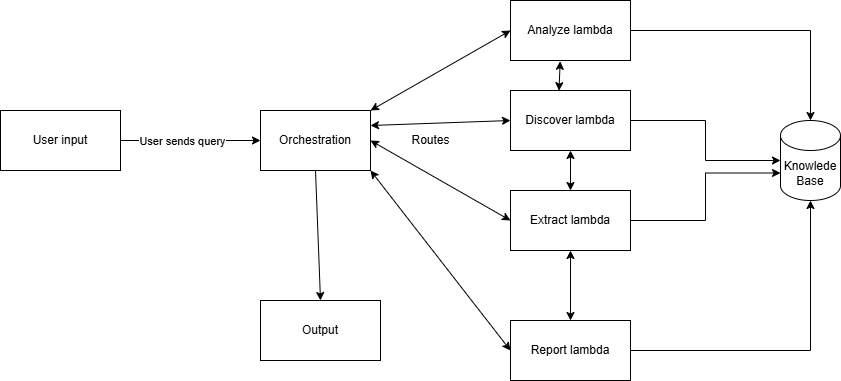 Analyze lambda
User input
User sends query
Orchestration
Routes
Discover lambda
Knowlede
Base
Extract lambda
Output
Report lambda